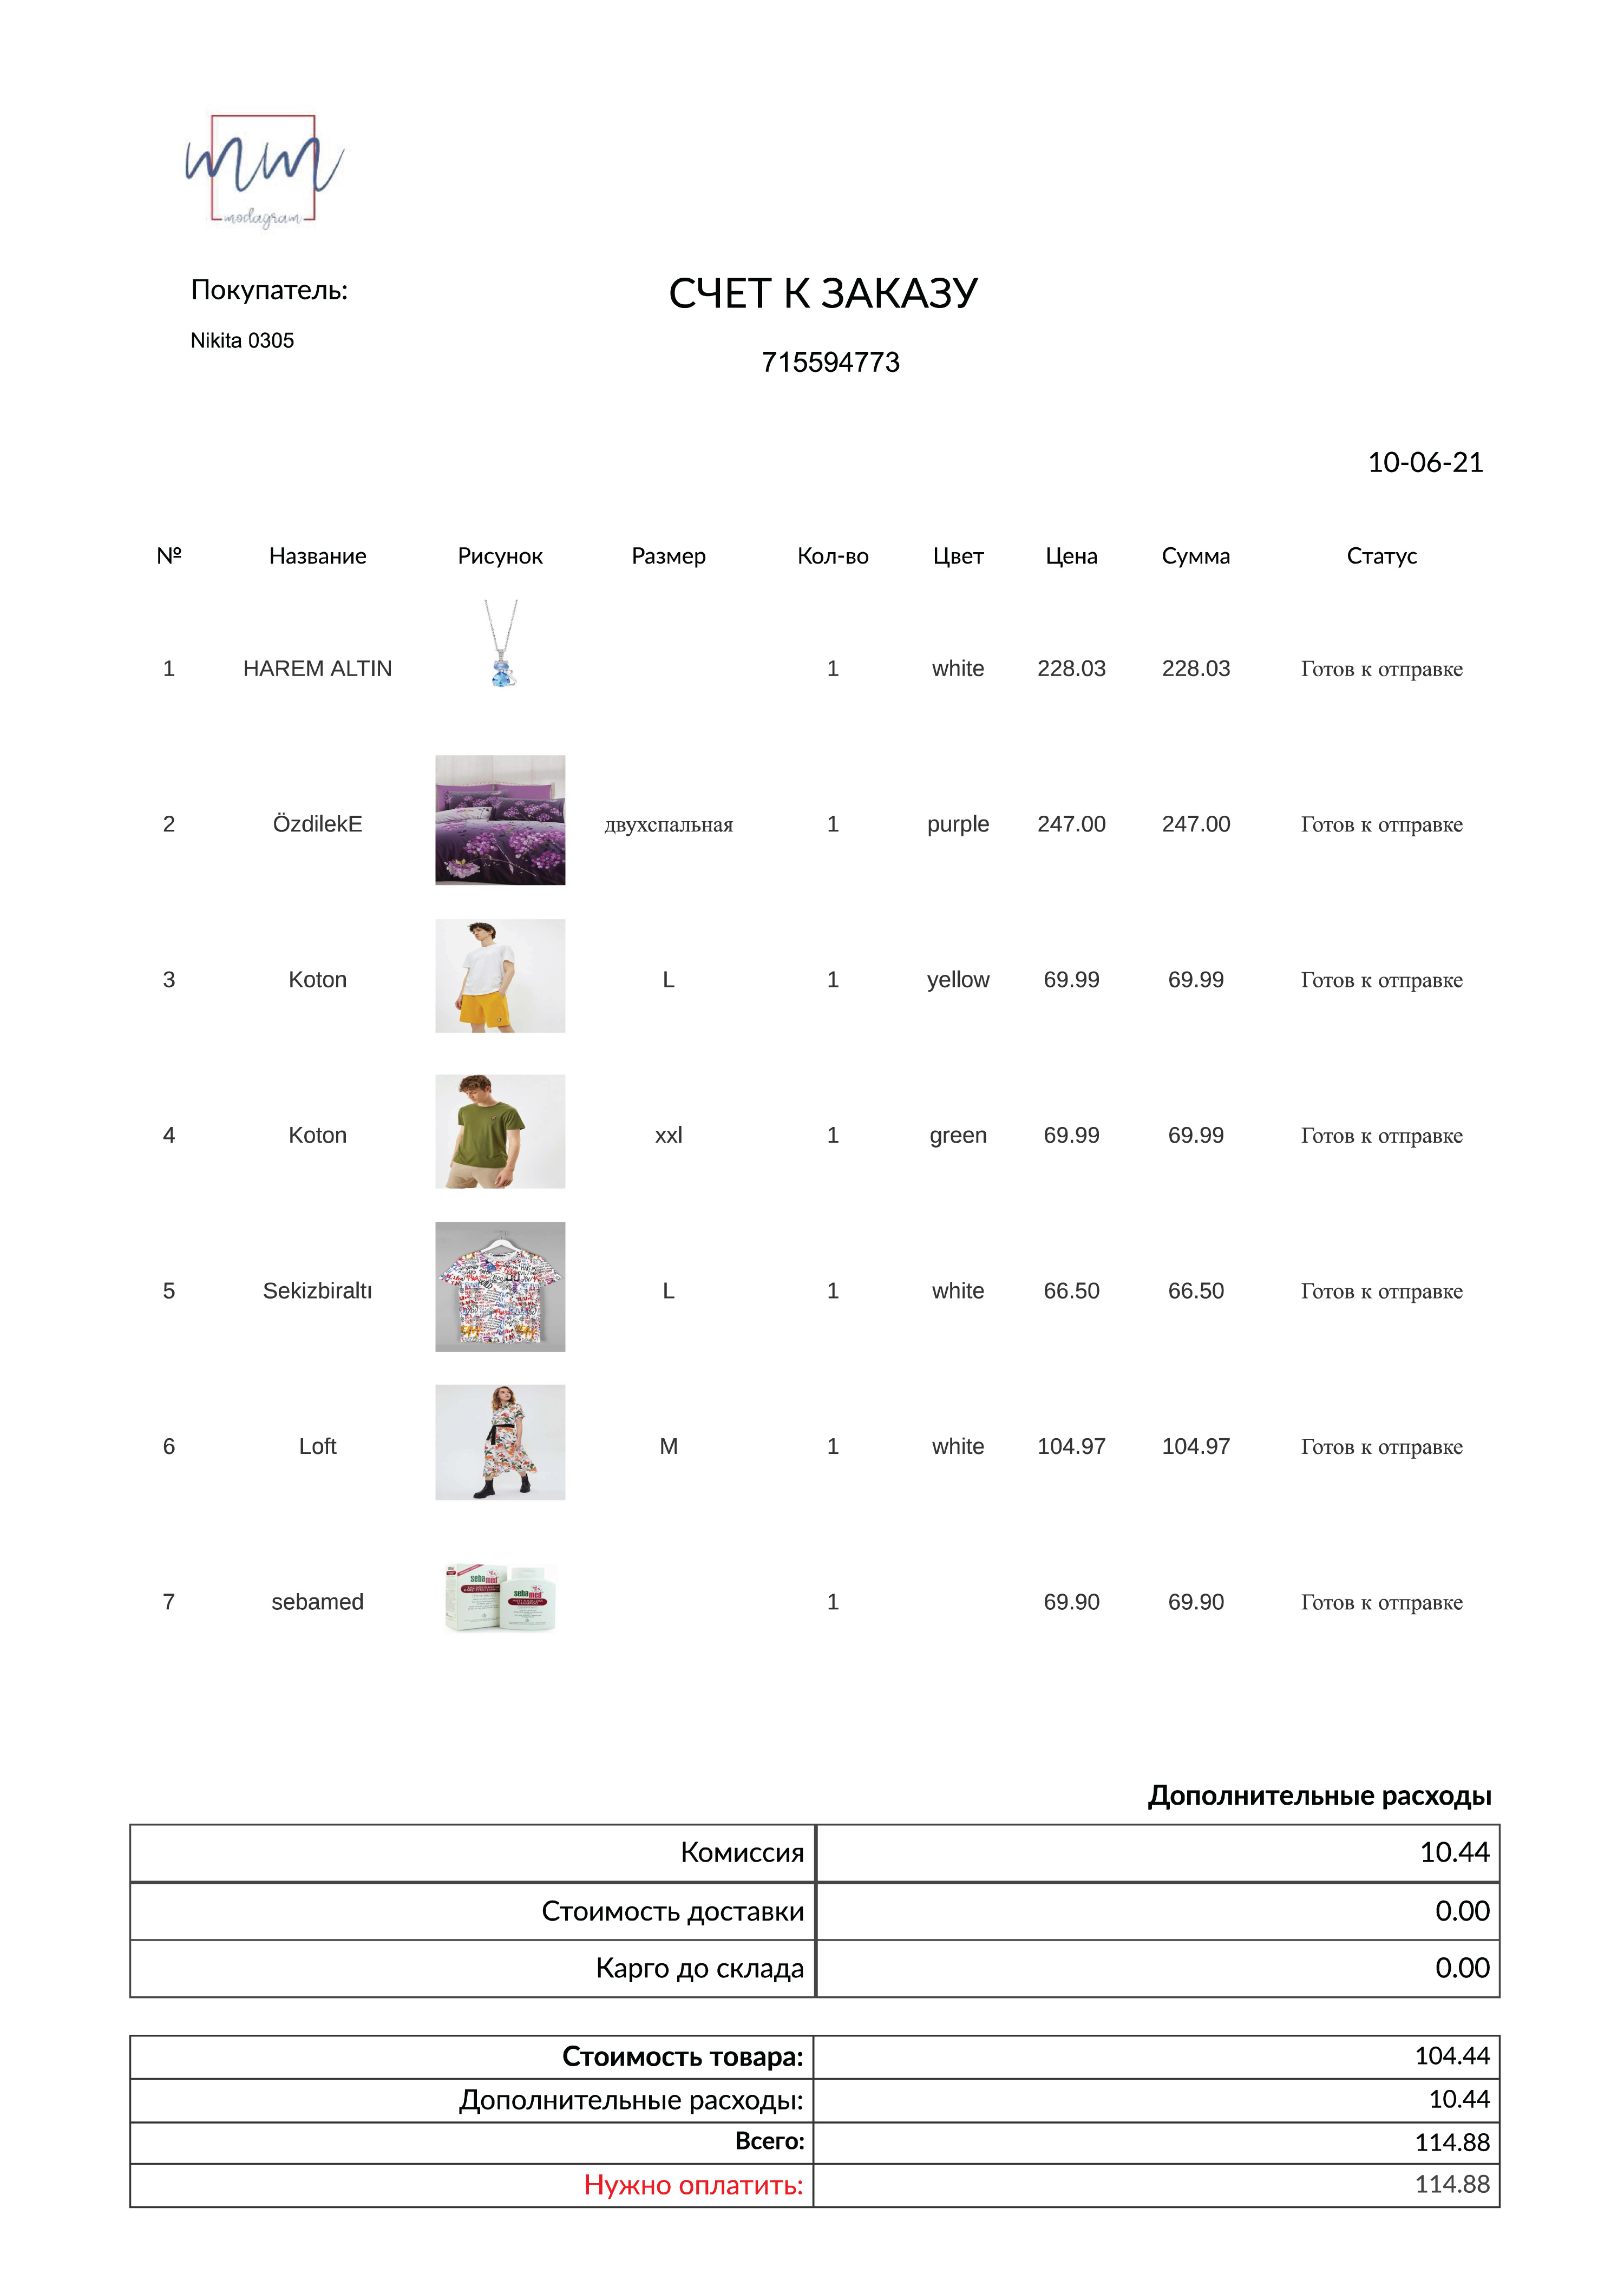 mm
modagram
Покупатель:
СЧЕТ К ЗАКАЗУ
Nikita 0305
715594773
10-06-21
№ Название Рисунок Размер Кол-во Цвет Цена Сумма Статус
1 HAREM ALTIN 1 white 228.03 228.03 Готов к отправке
2 ÖzdilekE двухспальная 1 purple 247.00 247.00 Готов к отправке
3 Koton L 1 yellow 69.99 69.99 Готов к отправке
4 Koton xxl 1 green 69.99 69.99 Готов к отправке
5 Sekizbiraltı L 1 white 66.50 66.50 Готов к отправке
6 Loft M 1 white 104.97 104.97 Готов к отправке
sebamed
sebamed
7 sebamed 1 69.90 69.90 Готов к отправке
Дополнительные расходы
Комиссия 10.44
Стоимость доставки 0.00
Карго до склада 0.00
Стоимость товара: 104.44
Дополнительные расходы: 10.44
Всего: 114.88
Нужно оплатить: 114.88